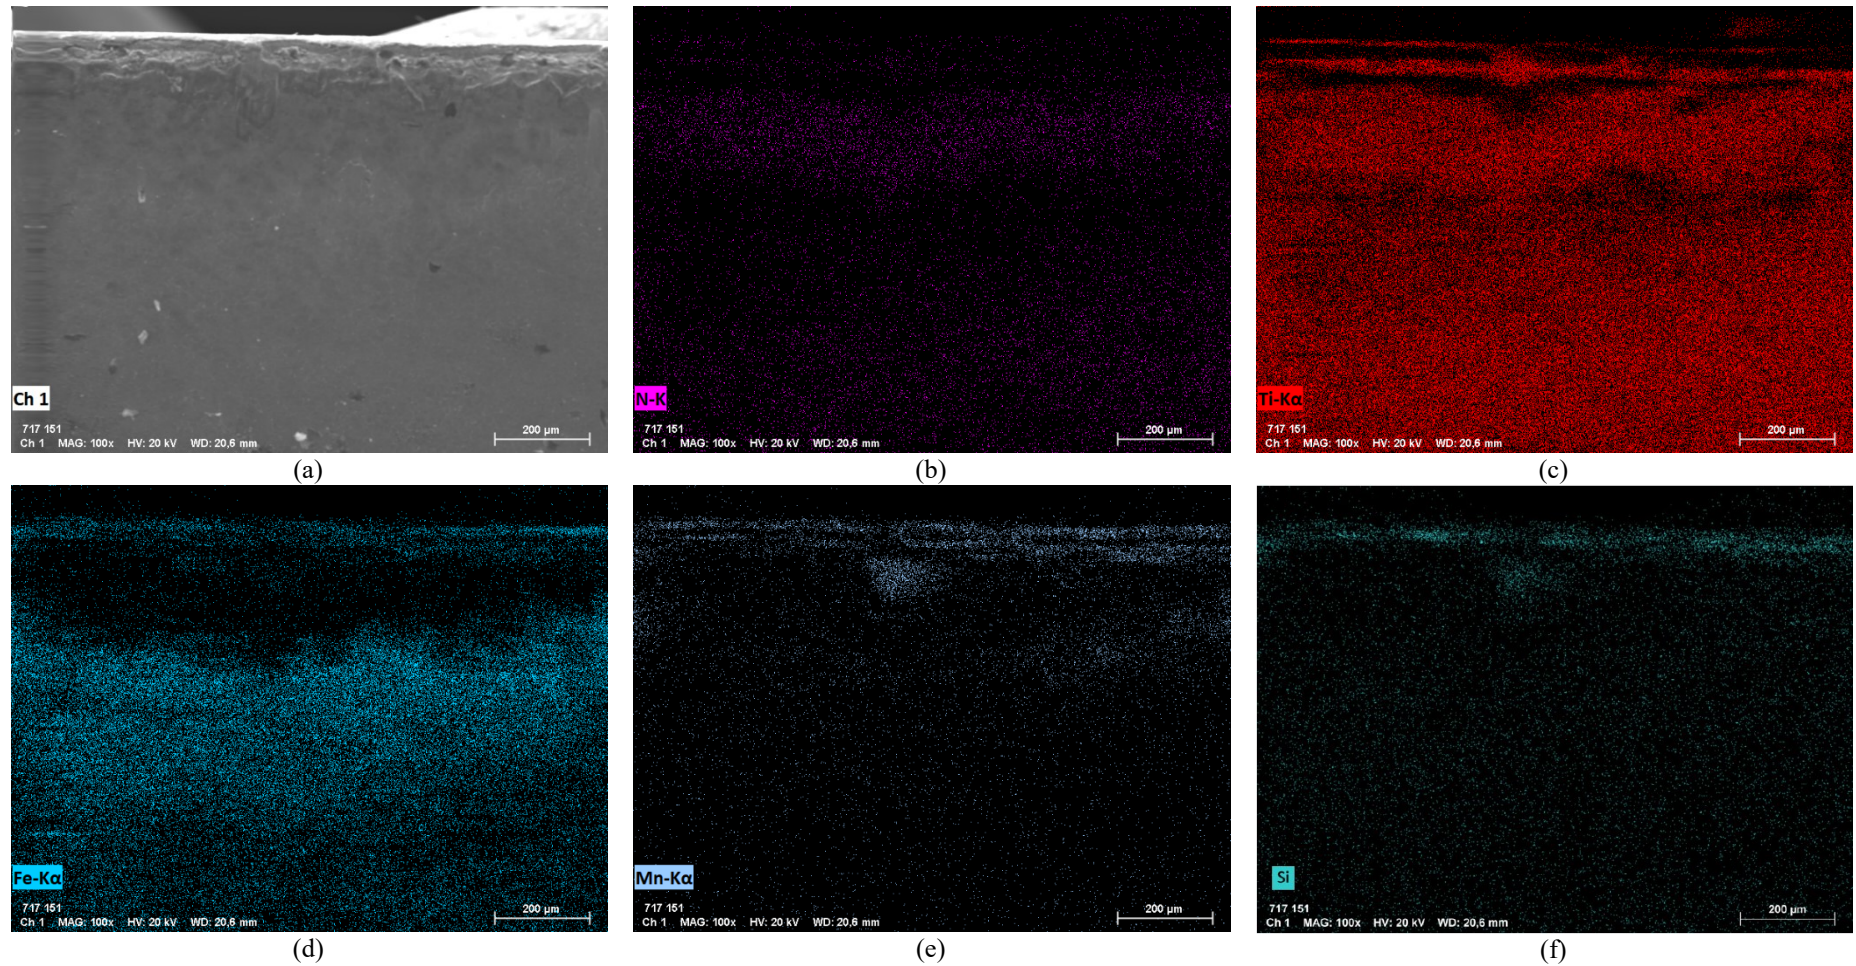 Ch 1
717 151
Ch 1 MAG: 100x HV: 20 kV WD: 20,6 mm
200 µm
(a)
N-K
717 151
Ch 1 MAG: 100x HV: 20 kV WD: 20,6 mm
200 µm
(b)
Ti-Kα
717 151
Ch 1 MAG: 100x HV: 20 kV WD: 20,6 mm
200 µm
(c)
Fe-Kα
717 151
Ch 1 MAG: 100x HV: 20 kV WD: 20,6 mm
200 µm
(d)
Mn-Kα
717 151
Ch 1 MAG: 100x HV: 20 kV WD: 20,6 mm
200 µm
(e)
Si
717 151
Ch 1 MAG: 100x HV: 20 kV WD: 20,6 mm
200 µm
(f)